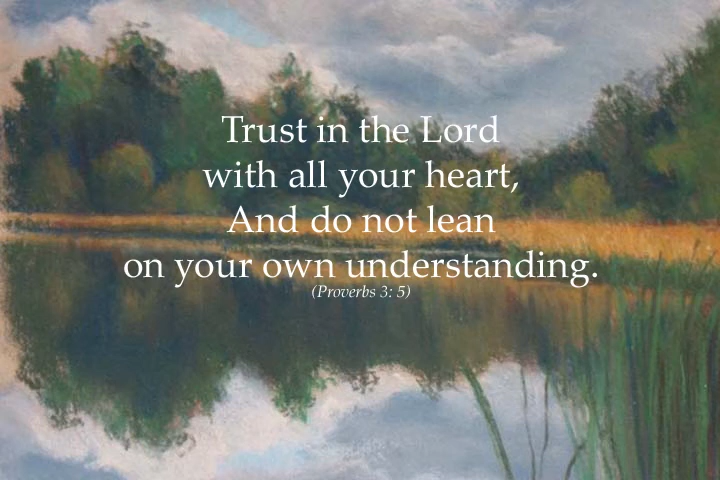 Trust in the Lord
with all your heart,
And do not lean
on your own understanding.
(Proverbs 3: 5)